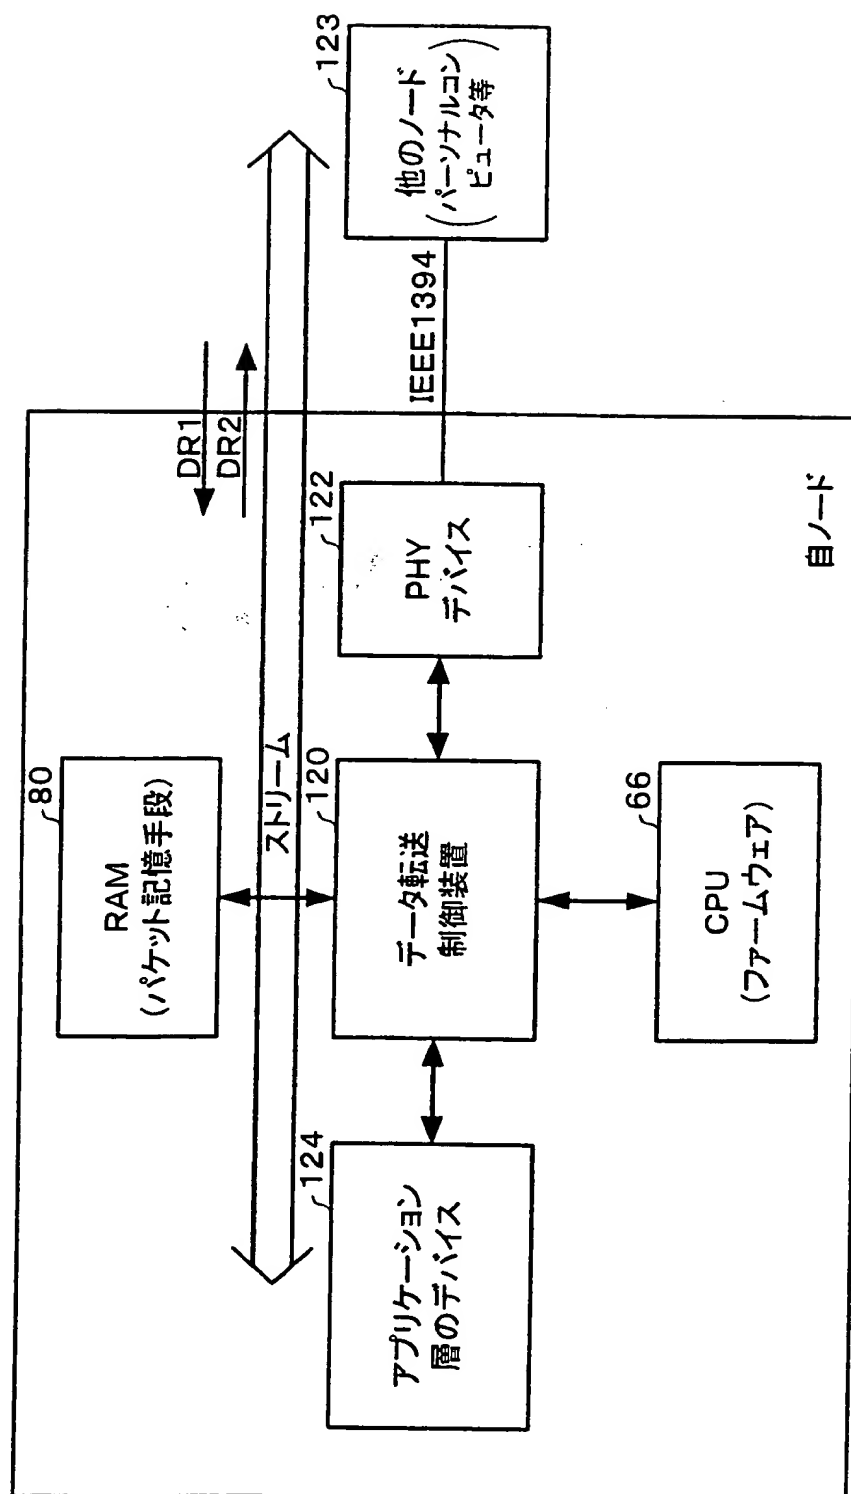 80
RAM
(パケット記憶手段)
DR1
DR2
ストリーム
124
アプリケーション
層のデバイス
120
データ転送
制御装置
122
PHY
デバイス
IEEE1394
123
他のノード
(パーソナルコン
ピュータ等)
66
CPU
(ファームウェア)
自ノード